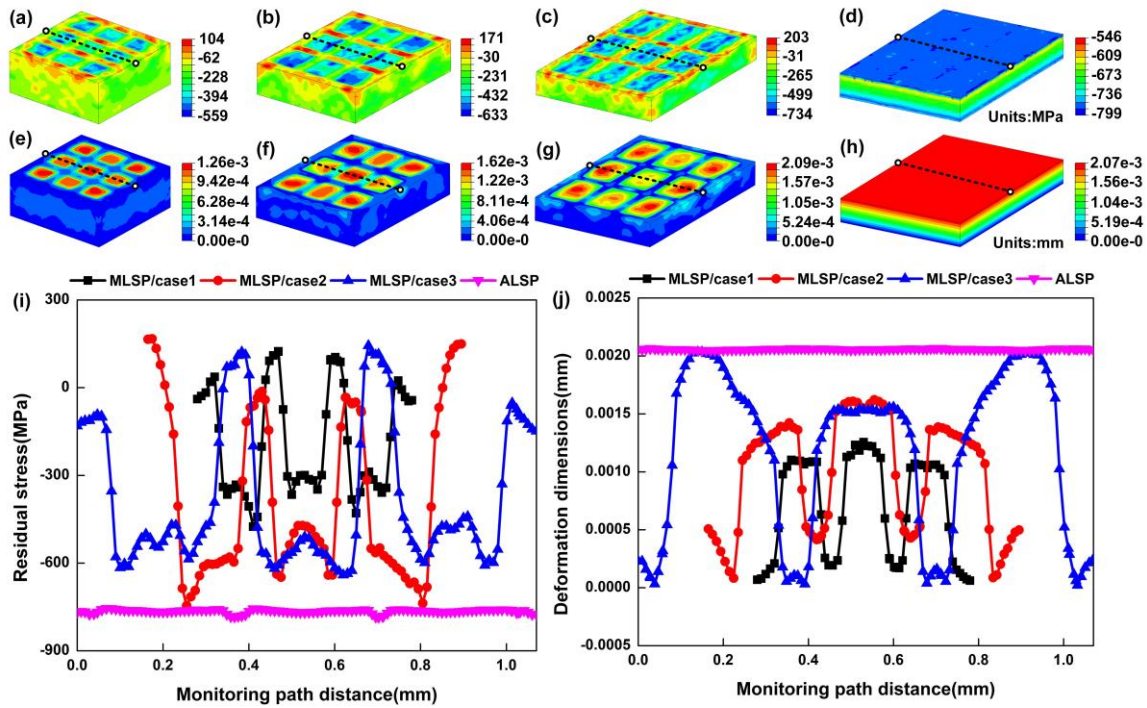 (a) (b) (c) (d)
104 171 203 -546
-62 -30 -31 -609
-228 -231 -265 -673
-394 -432 -499 -736
-559 -633 -734 Units:MPa -799
(e) (f) (g) (h)
1.26e-3 1.62e-3 2.09e-3 2.07e-3
9.42e-4 1.22e-3 1.57e-3 1.56e-3
6.28e-4 8.11e-4 1.05e-3 1.04e-3
3.14e-4 4.06e-4 5.24e-4 5.19e-4
0.00e-0 0.00e-0 0.00e-0 Units:mm 0.00e-0
MLSP/case1 MLSP/case2 MLSP/case3 ALSP
(i)
300
0
-300
-600
-900
Residual stress(MPa)
0.0 0.2 0.4 0.6 0.8 1.0
Monitoring path distance(mm)
MLSP/case1 MLSP/case2 MLSP/case3 ALSP
(j)
0.0025
0.0020
0.0015
0.0010
0.0005
0.0000
-0.0005
Deformation dimensions(mm)
0.0 0.2 0.4 0.6 0.8 1.0
Monitoring path distance(mm)